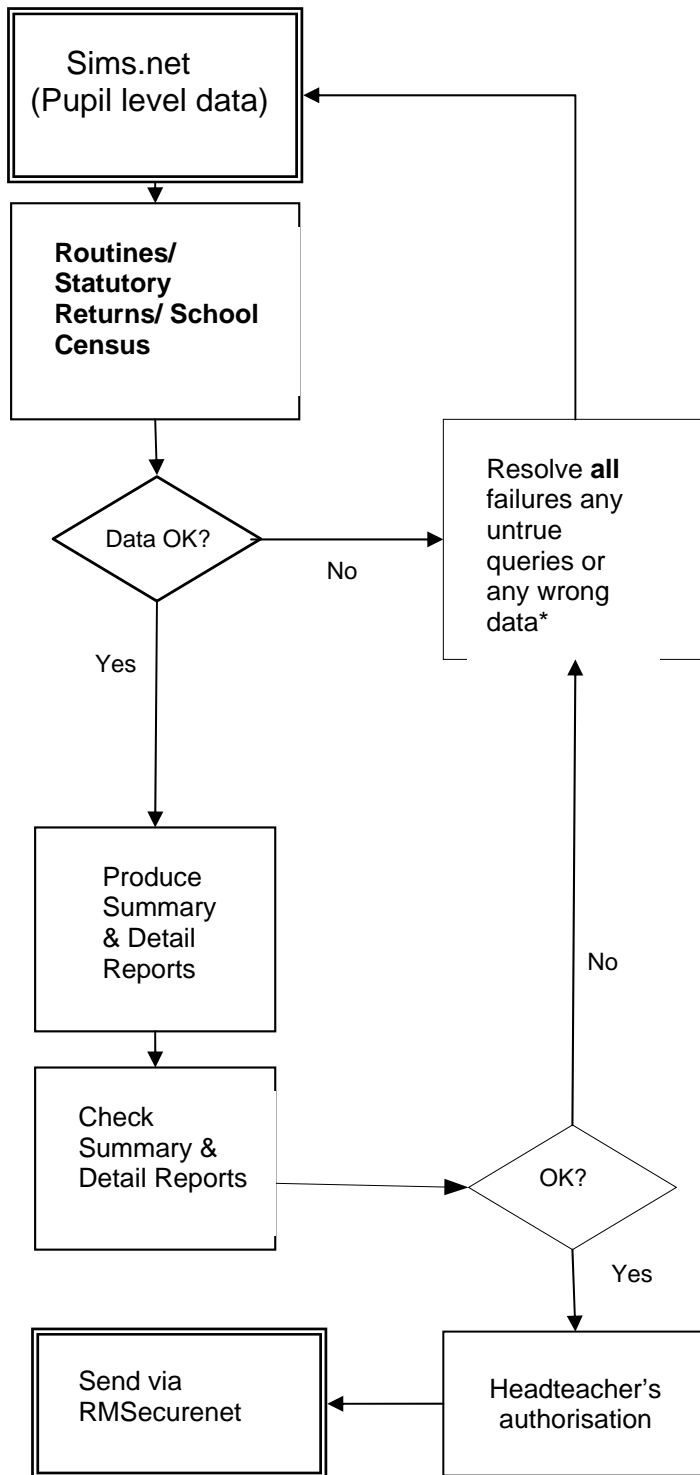 Sims.net
(Pupil level data)
Routines/
Statutory
Returns/ School
Census
Data OK?
No
Yes
Resolve all
failures any
untrue
queries or
any wrong
data*
Produce
Summary
& Detail
Reports
No
Check
Summary &
Detail Reports
OK?
Yes
Send via
RMSecurenet
Headteacher’s
authorisation